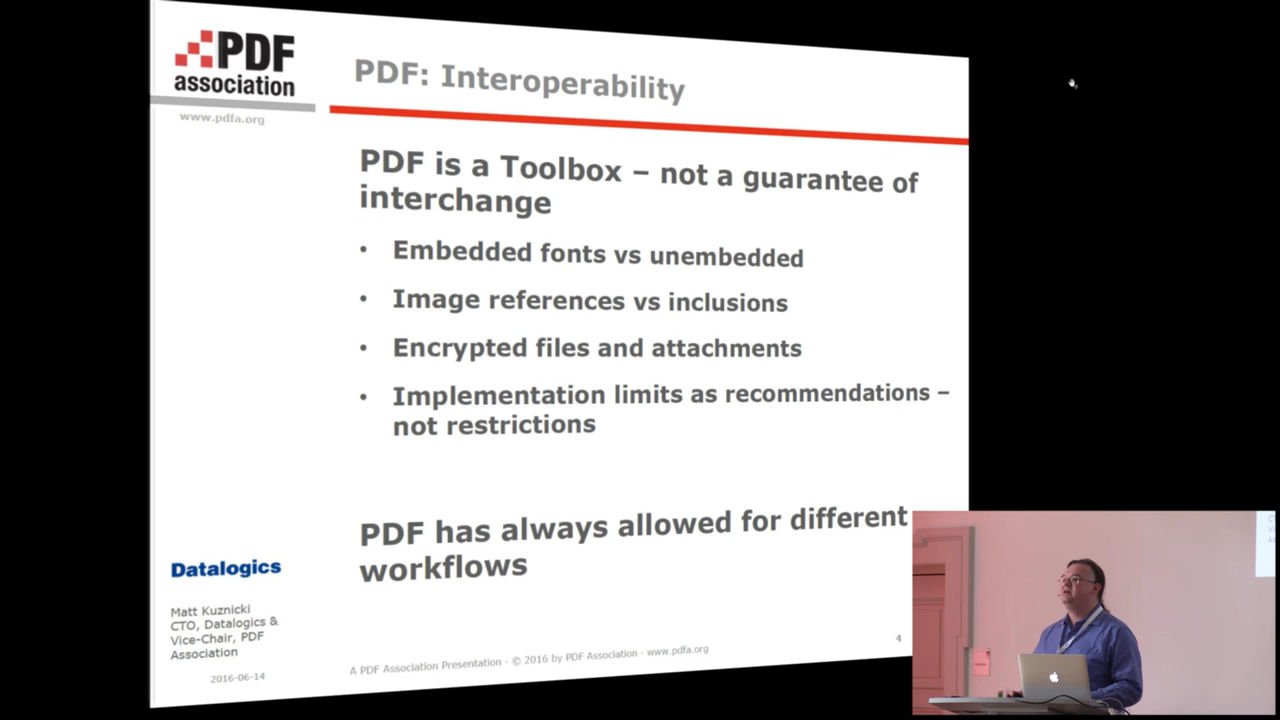 PDF
association
www.pdfa.org
PDF: Interoperability
PDF is a Toolbox – not a guarantee of
interchange
• Embedded fonts vs unembedded
• Image references vs inclusions
• Encrypted files and attachments
• Implementation limits as recommendations –
not restrictions
PDF has always allowed for different
workflows
Datalogics
Matt Kuznicki
CTO, Datalogics &
Vice-Chair, PDF
Association
2016-06-14
A PDF Association Presentation · © 2016 by PDF Association · www.pdfa.org
4